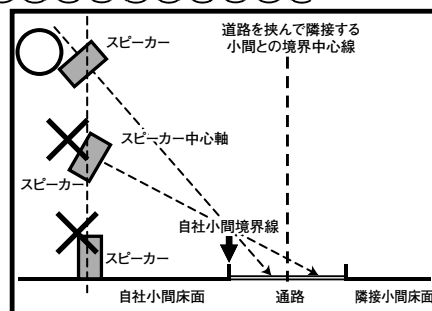 スピーカー
道路を挟んで隣接する
小間との境界中心線
スピーカー中心軸
スピーカー
自社小間境界線
スピーカー
自社小間床面
通路
隣接小間床面